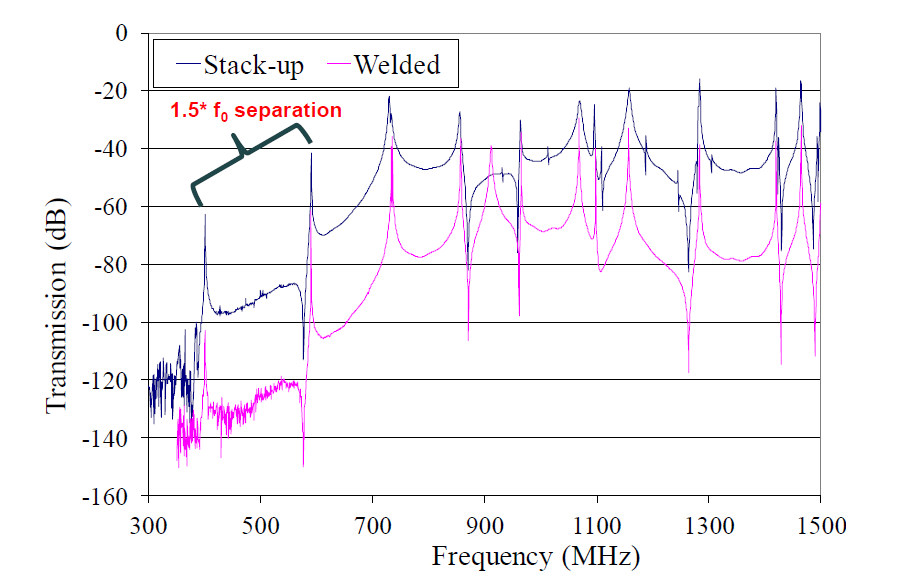 0
Stack-up
Welded
-20
1.5* f0 separation
-40
-60
-80
-100
-120
-140
-160
Transmission (dB)
300 500 700 900 1100 1300 1500
Frequency (MHz)